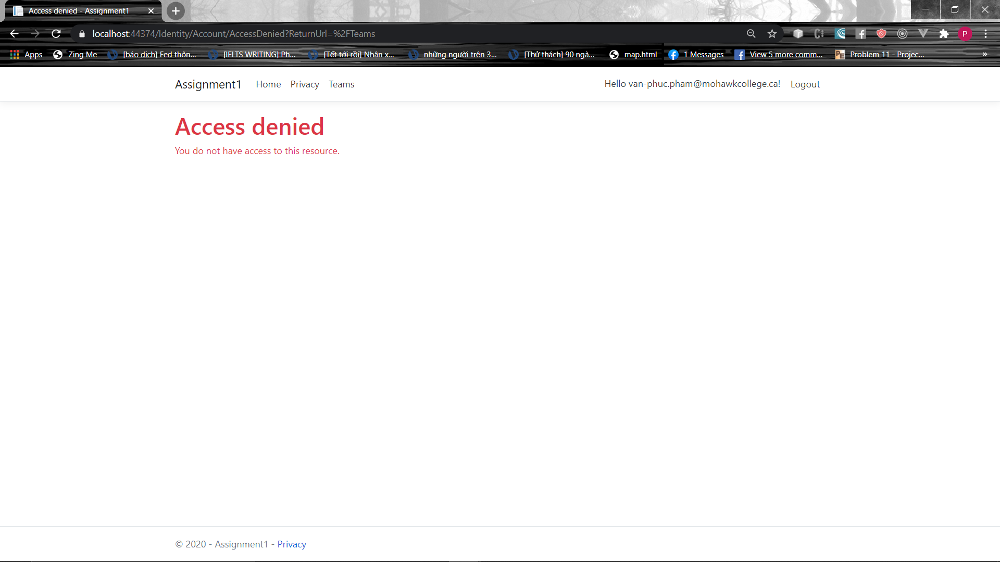 Access denied - Assignment1
localhost:44374/Identity/Account/AccessDenied?ReturnUrl=%2FTeams
P
Apps Zing Me [báo dịch] Fed thôn... [IELTS WRITING] Ph... [Tết tới rồi] Nhận x... những người trên 3... [Thử thách] 90 ngà... map.html 1 Messages View 5 more comm... Problem 11 - Projec... »
Assignment1 Home Privacy Teams Hello van-phuc.pham@mohawkcollege.ca! Logout
Access denied
You do not have access to this resource.
© 2020 - Assignment1 - Privacy